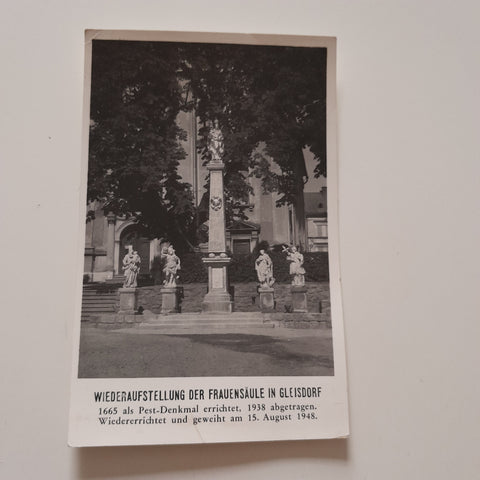 WIEDERAUFSTELLUNG DER FRAUENSÄULE IN GLEISDORF
1665 als Pest-Denkmal errichtet, 1938 abgetragen.
Wiedererrichtet und geweiht am 15. August 1948.